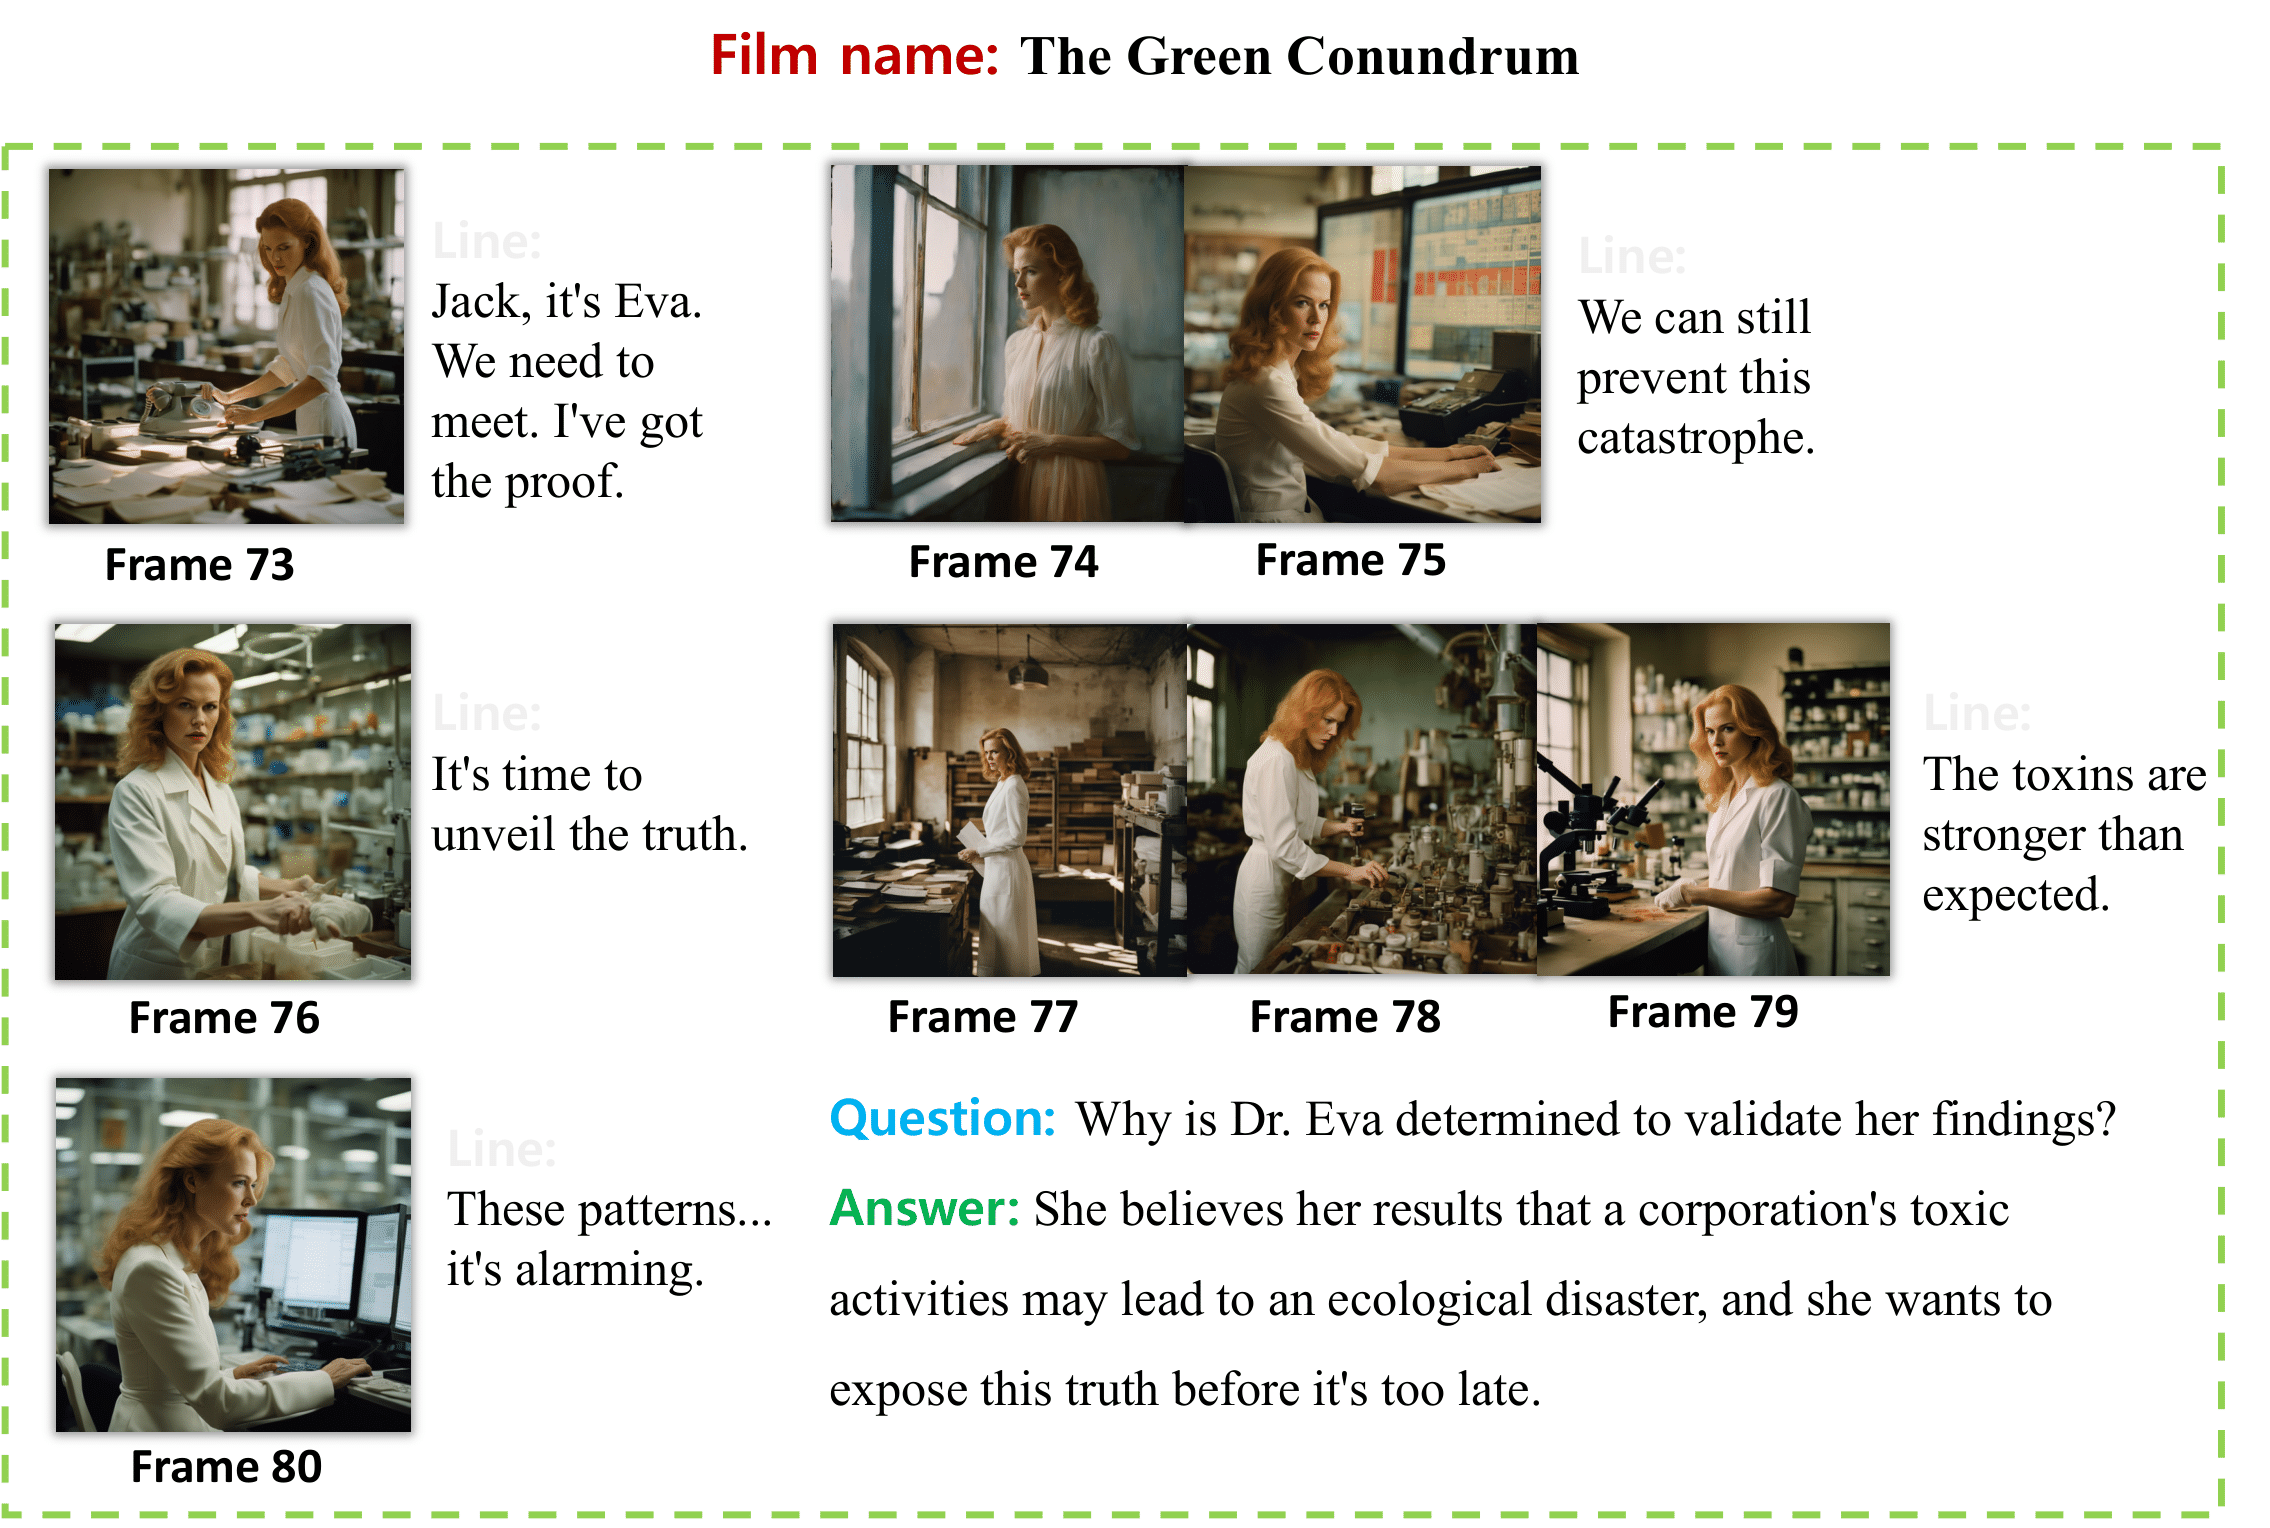 Film name: The Green Conundrum
Line:
Jack, it's Eva.
We need to
meet. I've got
the proof.
Frame 73
Line:
We can still
prevent this
catastrophe.
Frame 74
Frame 75
Line:
It's time to
unveil the truth.
Frame 76
Line:
The toxins are
stronger than
expected.
Frame 77
Frame 78
Frame 79
Line:
These patterns...
it's alarming.
Frame 80
Question: Why is Dr. Eva determined to validate her findings?
Answer: She believes her results that a corporation's toxic
activities may lead to an ecological disaster, and she wants to
expose this truth before it's too late.